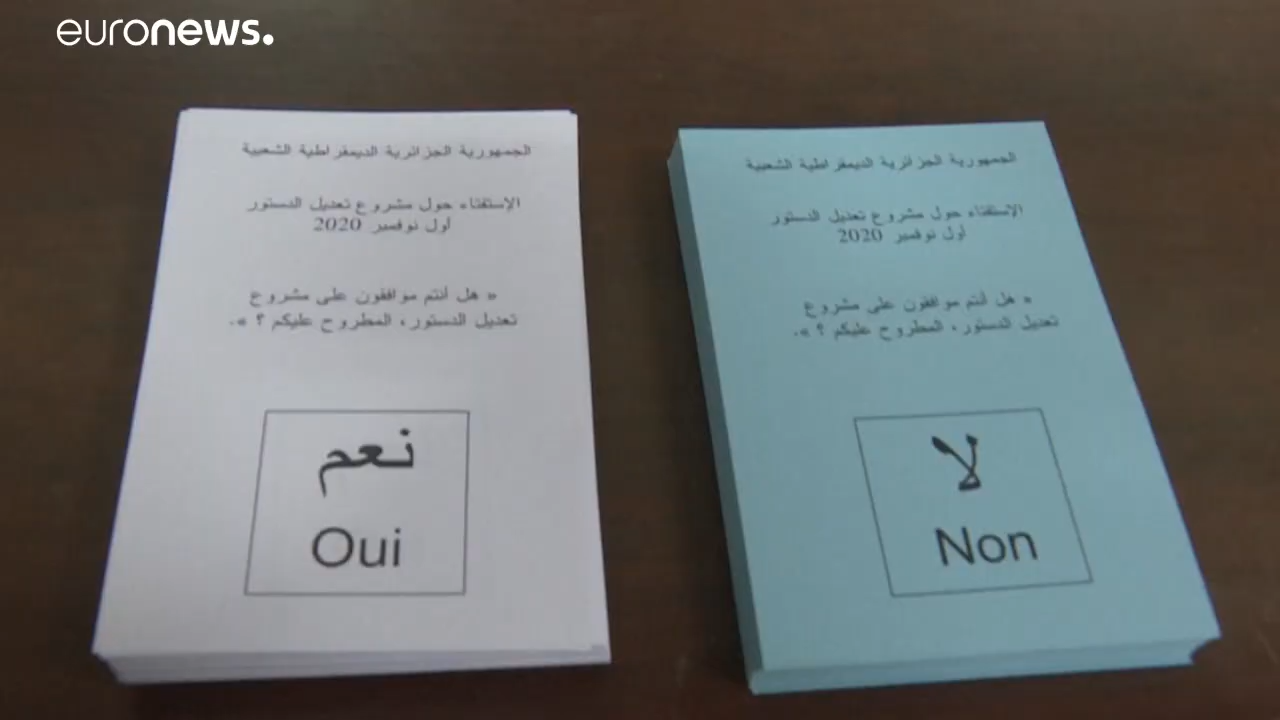 euronews.
الجمهورية الجزائرية الديمقراطية الشعبية
الإستفتاء حول مشروع تعديل الدستور
أول نوفمبر 2020
« هل أنتم موافقون على مشروع
تعديل الدستور، المطروح عليكم ؟ ».
نعم
Oui
الجمهورية الجزائرية الديمقراطية الشعبية
الإستفتاء حول مشروع تعديل الدستور
أول نوفمبر 2020
« هل أنتم موافقون على مشروع
تعديل الدستور، المطروح عليكم ؟ ».
لا
Non